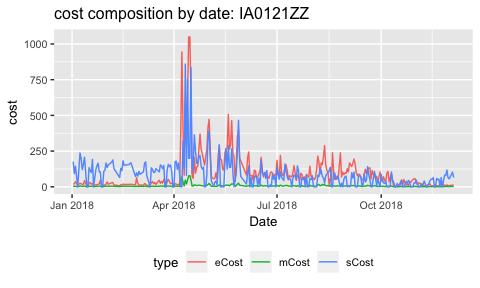 cost composition by date: IA0121ZZ
1000
750
500
250
0
cost
Jan 2018 Apr 2018 Jul 2018 Oct 2018
Date
type eCost mCost sCost